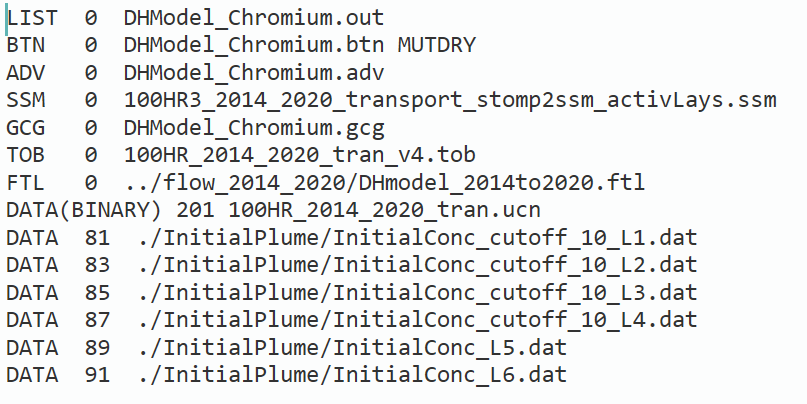 LIST  0  DHModel_Chromium.out
BTN   0  DHModel_Chromium.btn MUTDRY
ADV   0  DHModel_Chromium.adv
SSM   0  100HR3_2014_2020_transport_stomp2ssm_activLays.ssm
GCG   0  DHModel_Chromium.gcg
TOB   0  100HR_2014_2020_tran_v4.tob
FTL   0  ../flow_2014_2020/DHmodel_2014to2020.ftl
DATA(BINARY) 201 100HR_2014_2020_tran.ucn
DATA  81  ./InitialPlume/InitialConc_cutoff_10_L1.dat
DATA  83  ./InitialPlume/InitialConc_cutoff_10_L2.dat
DATA  85  ./InitialPlume/InitialConc_cutoff_10_L3.dat
DATA  87  ./InitialPlume/InitialConc_cutoff_10_L4.dat
DATA  89  ./InitialPlume/InitialConc_L5.dat
DATA  91  ./InitialPlume/InitialConc_L6.dat